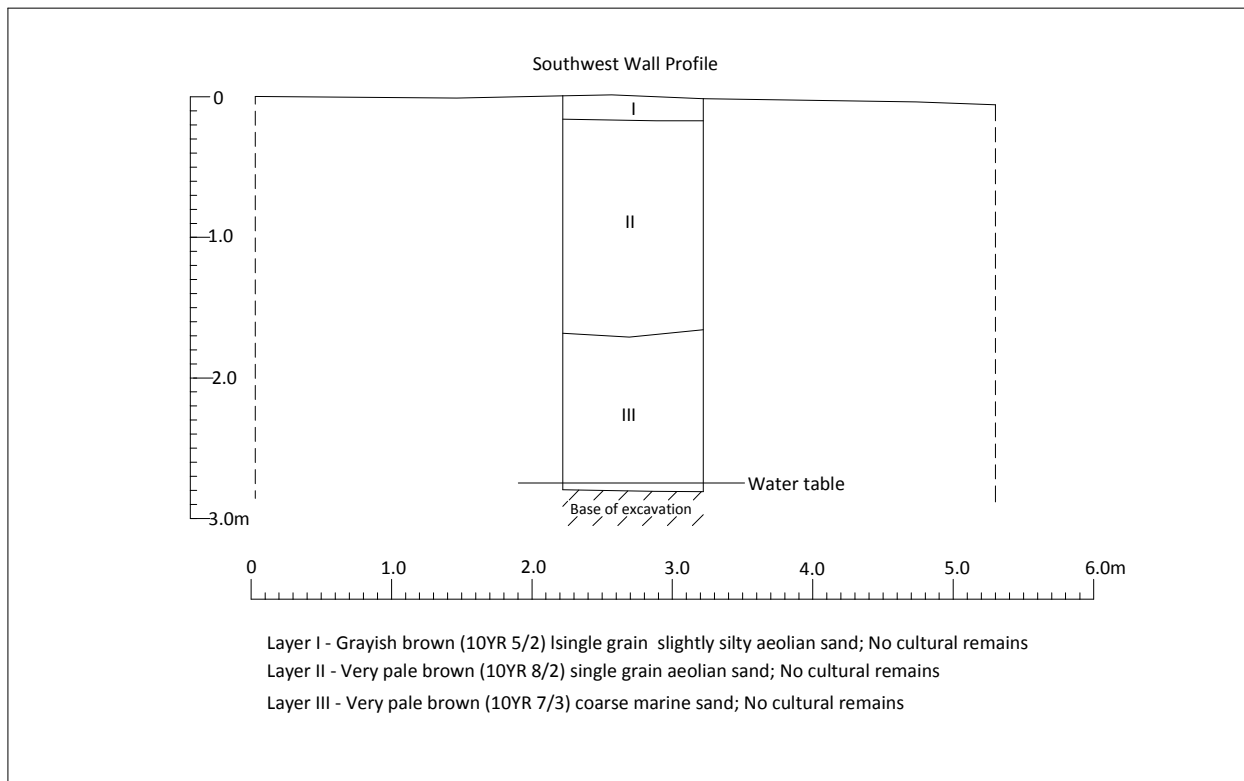 Southwest Wall Profile
0
I
II
1.0
2.0
III
Water table
Base of excavation
3.0m
0 1.0 2.0 3.0 4.0 5.0 6.0m
Layer I - Grayish brown (10YR 5/2) lsingle grain slightly silty aeolian sand; No cultural remains
Layer II - Very pale brown (10YR 8/2) single grain aeolian sand; No cultural remains
Layer III - Very pale brown (10YR 7/3) coarse marine sand; No cultural remains